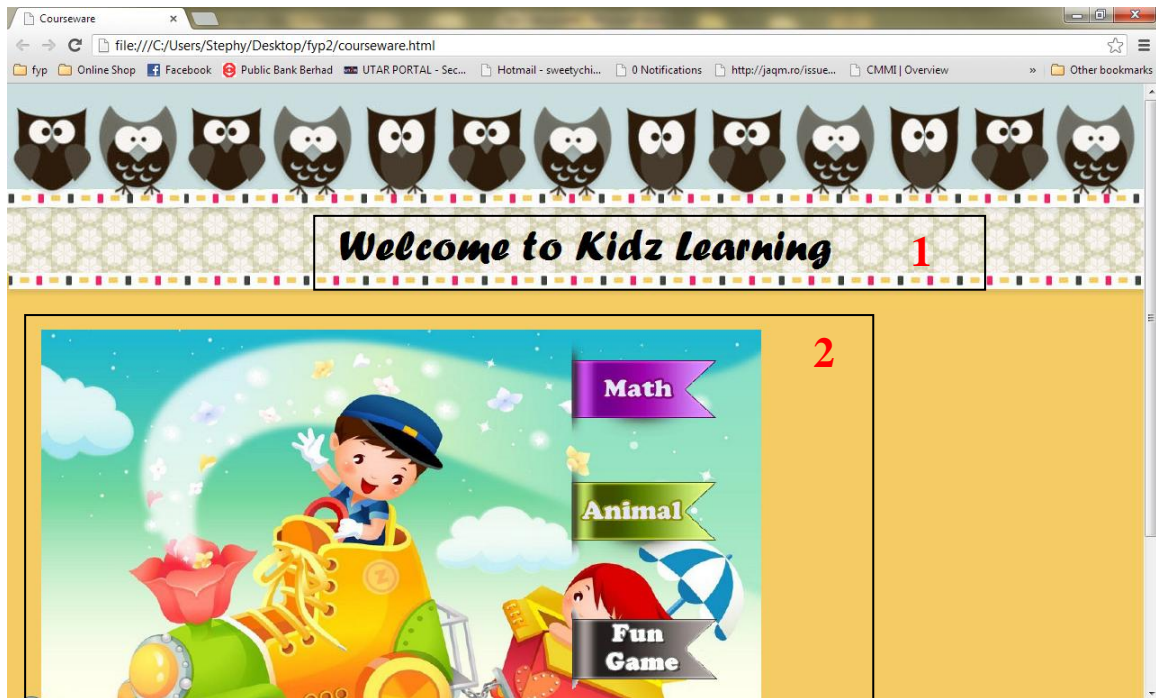 Courseware
file:///C:/Users/Stephy/Desktop/fyp2/courseware.html
fyp Online Shop Facebook Public Bank Berhad UTAR PORTAL - Sec... Hotmail - sweetychi... 0 Notifications http://jaqm.ro/issue... CMMI | Overview » Other bookmarks
Welcome to Kidz Learning 1
2
Math
Animal
Z
Fun
Game